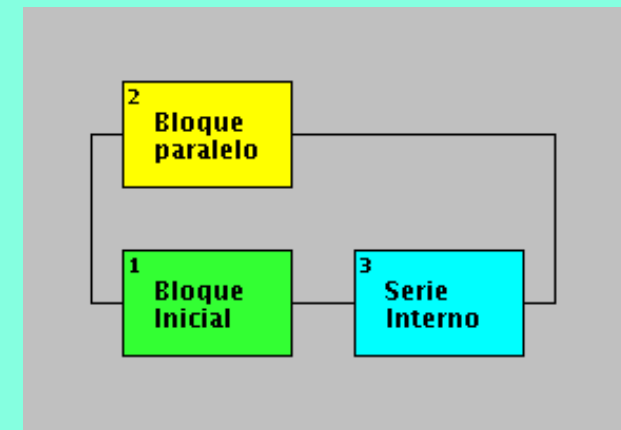 2
Bloque
paralelo
1
Bloque
Inicial
3
Serie
Interno